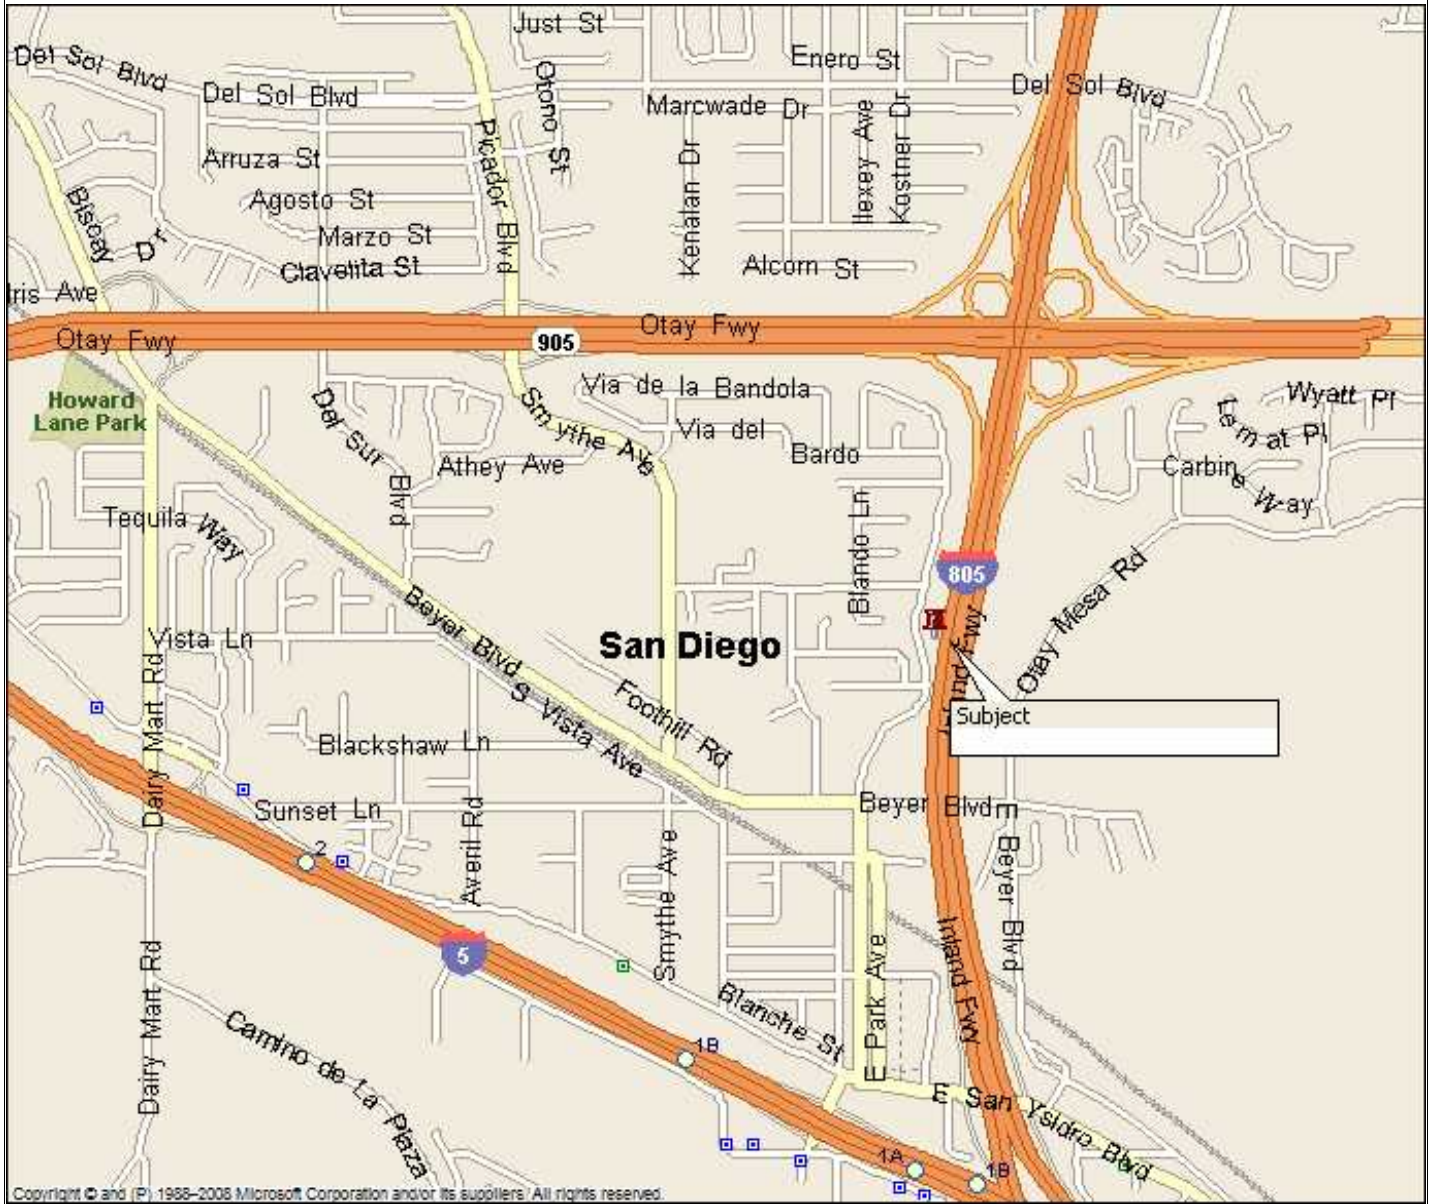 Just St
Enero St
Del Sol Blvd
Del Sol Blvd
Del Sol Blvd
Marcwade Dr
Otono St
Picador Blvd
Ilexey Ave
Kostner Dr
Kenalan Dr
Arruza St
Agosto St
Marzo St
Clavelita St
Biscay Dr
Alcorn St
Iris Ave
Otay Fwy
Otay Fwy
905
Howard
Lane Park
Via de la Bandola
Via del Bardo
Smythe Ave
Wyatt Pl
Tomat Pl
Carbine Way
Del Sur Blvd
Athey Ave
Blando Ln
Tequila Way
805
Otay Mesa Rd
Beyer Blvd
Vista Ln
San Diego
Inland Fwy
Foothill Rd
S Vista Ave
Subject
Dairy Mart Rd
Blackshaw Ln
Sunset Ln
Averil Rd
Beyer Blvd
E Beyer Blvd
2
Smythe Ave
5
Inland Fwy
E Park Ave
Dairy Mart Rd
Blanche St
Camino de La Plaza
1B
E San Ysidro Blvd
1A
1B
Copyright © and (P) 1988–2008 Microsoft Corporation and/or its suppliers. All rights reserved.